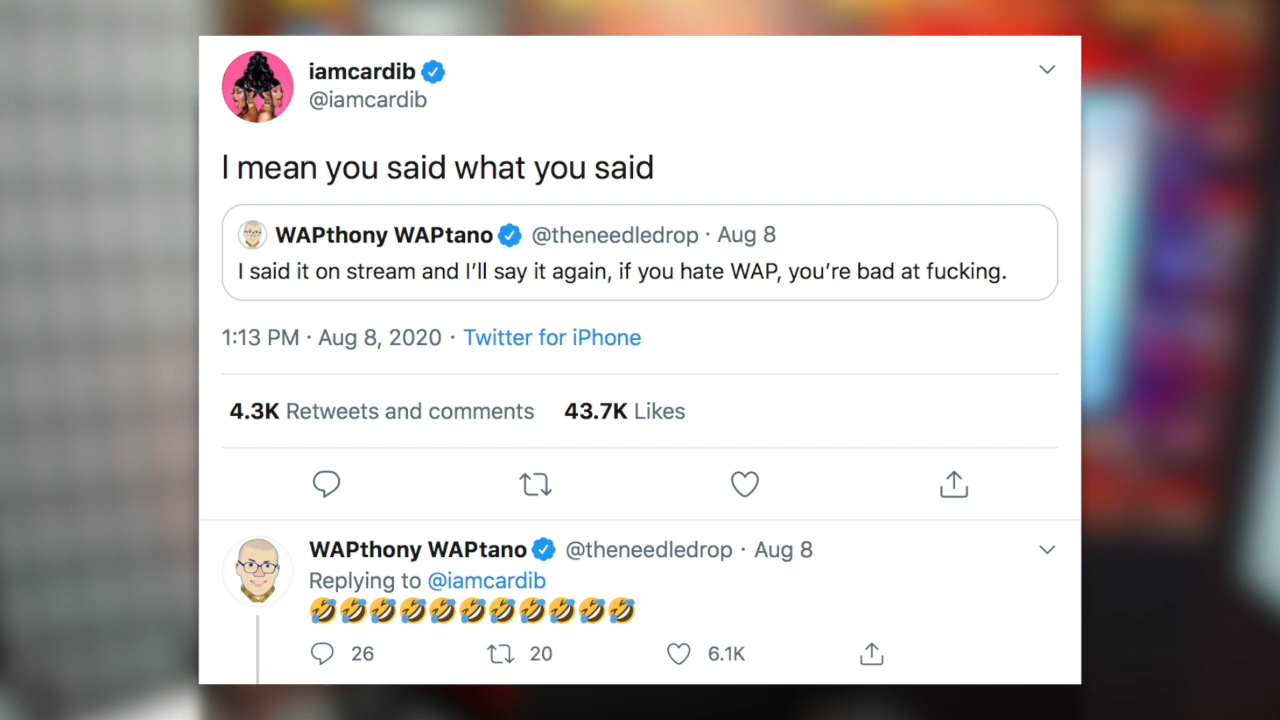 iamcardib
@iamcardib
I mean you said what you said
WAPthony WAPtano @theneedledrop · Aug 8
I said it on stream and I’ll say it again, if you hate WAP, you’re bad at fucking.
1:13 PM · Aug 8, 2020 · Twitter for iPhone
4.3K Retweets and comments 43.7K Likes
WAPthony WAPtano @theneedledrop · Aug 8
Replying to @iamcardib
🤣🤣🤣🤣🤣🤣🤣🤣🤣🤣🤣
26 20 6.1K